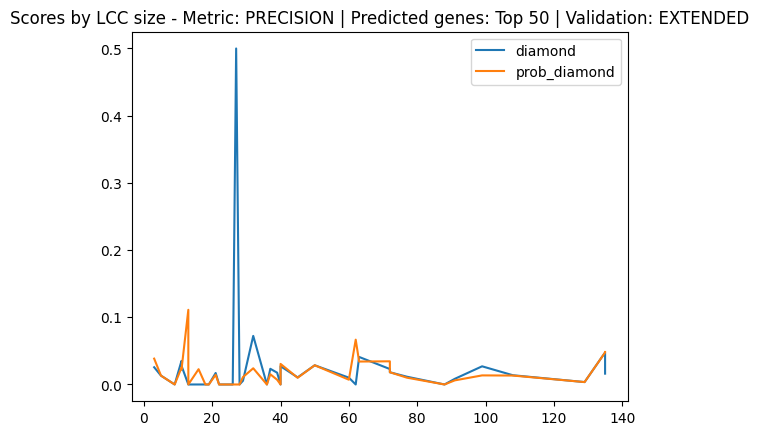 Scores by LCC size - Metric: PRECISION | Predicted genes: Top 50 | Validation: EXTENDED
diamond
prob_diamond
0.5
0.4
0.3
0.2
0.1
0.0
0 20 40 60 80 100 120 140